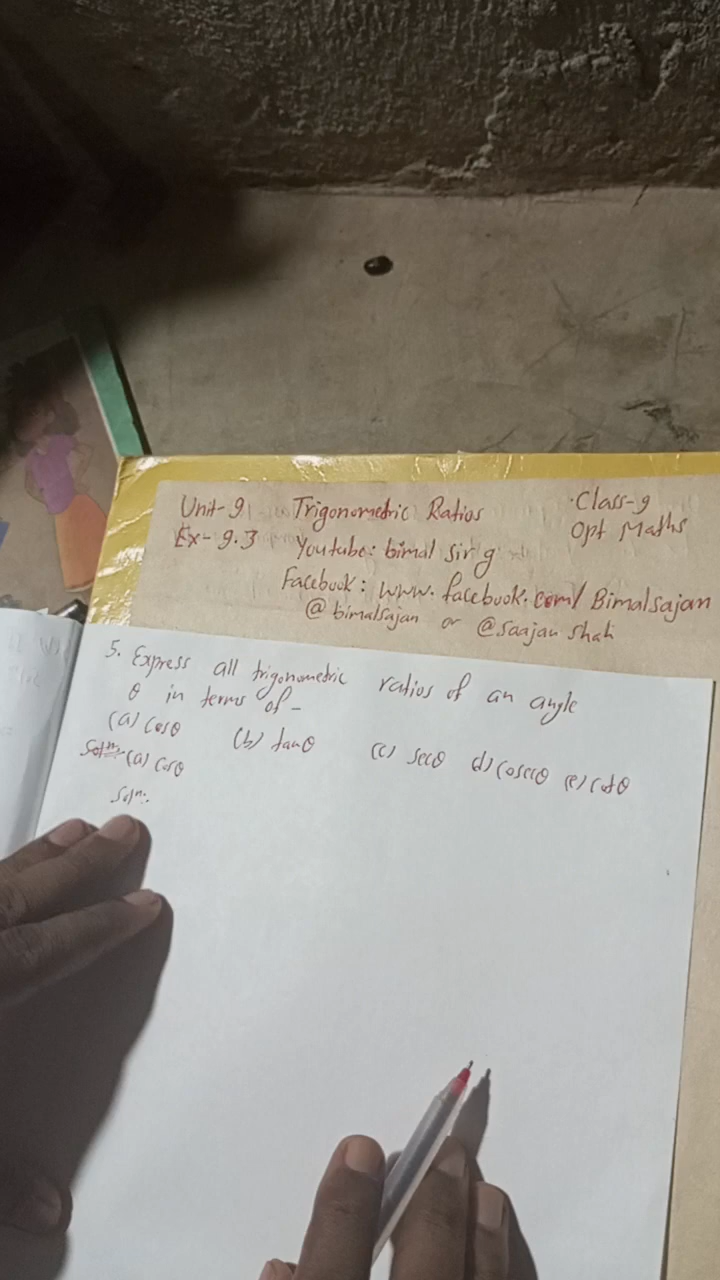 Unit-9 Trigonometric Ratios Class-9
Ex-9.3 Youtube: bimal sir g Opt Maths
Facebook: www.facebook.com/Bimalsajan
@bimalsajan or @saajan shah
5. Express all trigonometric ratios of an angle
θ in terms of -
(a) cosθ (b) tanθ (c) secθ d) cosecθ (e) cotθ
Solⁿ: (a) cosθ
Solⁿ: